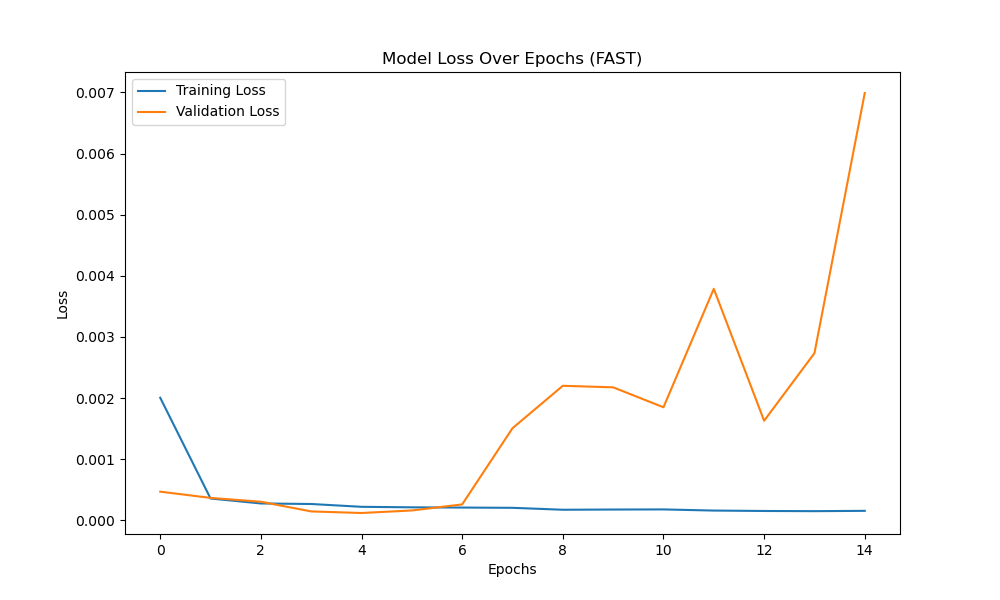 Model Loss Over Epochs (FAST)
Training Loss
Validation Loss
0.007
0.006
0.005
0.004
0.003
0.002
0.001
0.000
Loss
0 2 4 6 8 10 12 14
Epochs